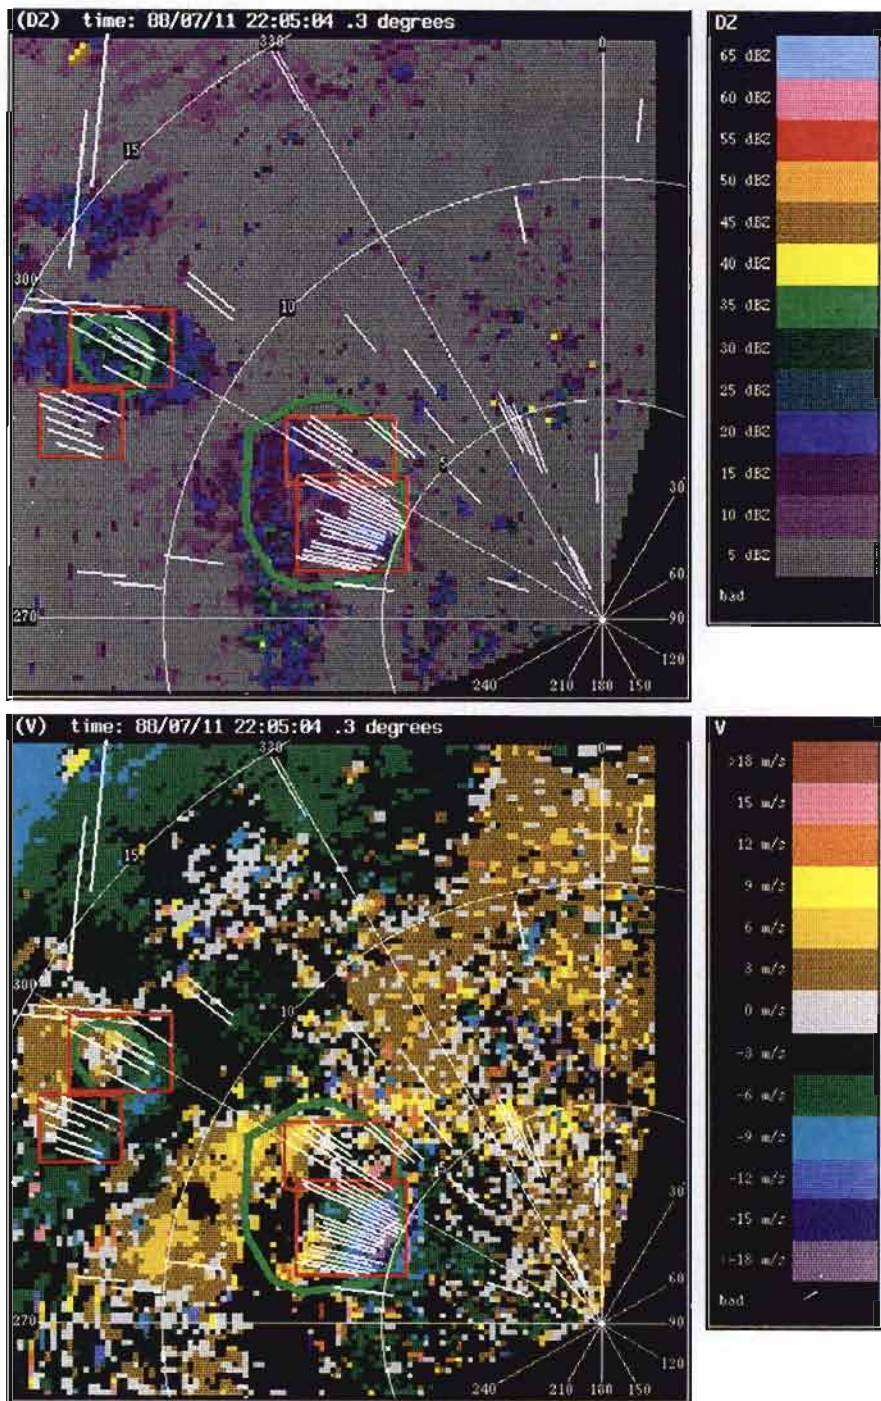 (DZ) time: 88/07/11 22:05:04 .3 degrees
330
0
15
300
10
5
30
60
270
90
120
240 210 180 150
DZ
65 dBZ
60 dBZ
55 dBZ
50 dBZ
45 dBZ
40 dBZ
35 dBZ
30 dBZ
25 dBZ
20 dBZ
15 dBZ
10 dBZ
5 dBZ
bad
(V) time: 88/07/11 22:05:04 .3 degrees
330
0
15
300
10
5
30
60
270
90
120
240 210 180 150
V
>18 m/s
15 m/s
12 m/s
9 m/s
6 m/s
3 m/s
0 m/s
-3 m/s
-6 m/s
-9 m/s
-12 m/s
-15 m/s
<-18 m/s
bad